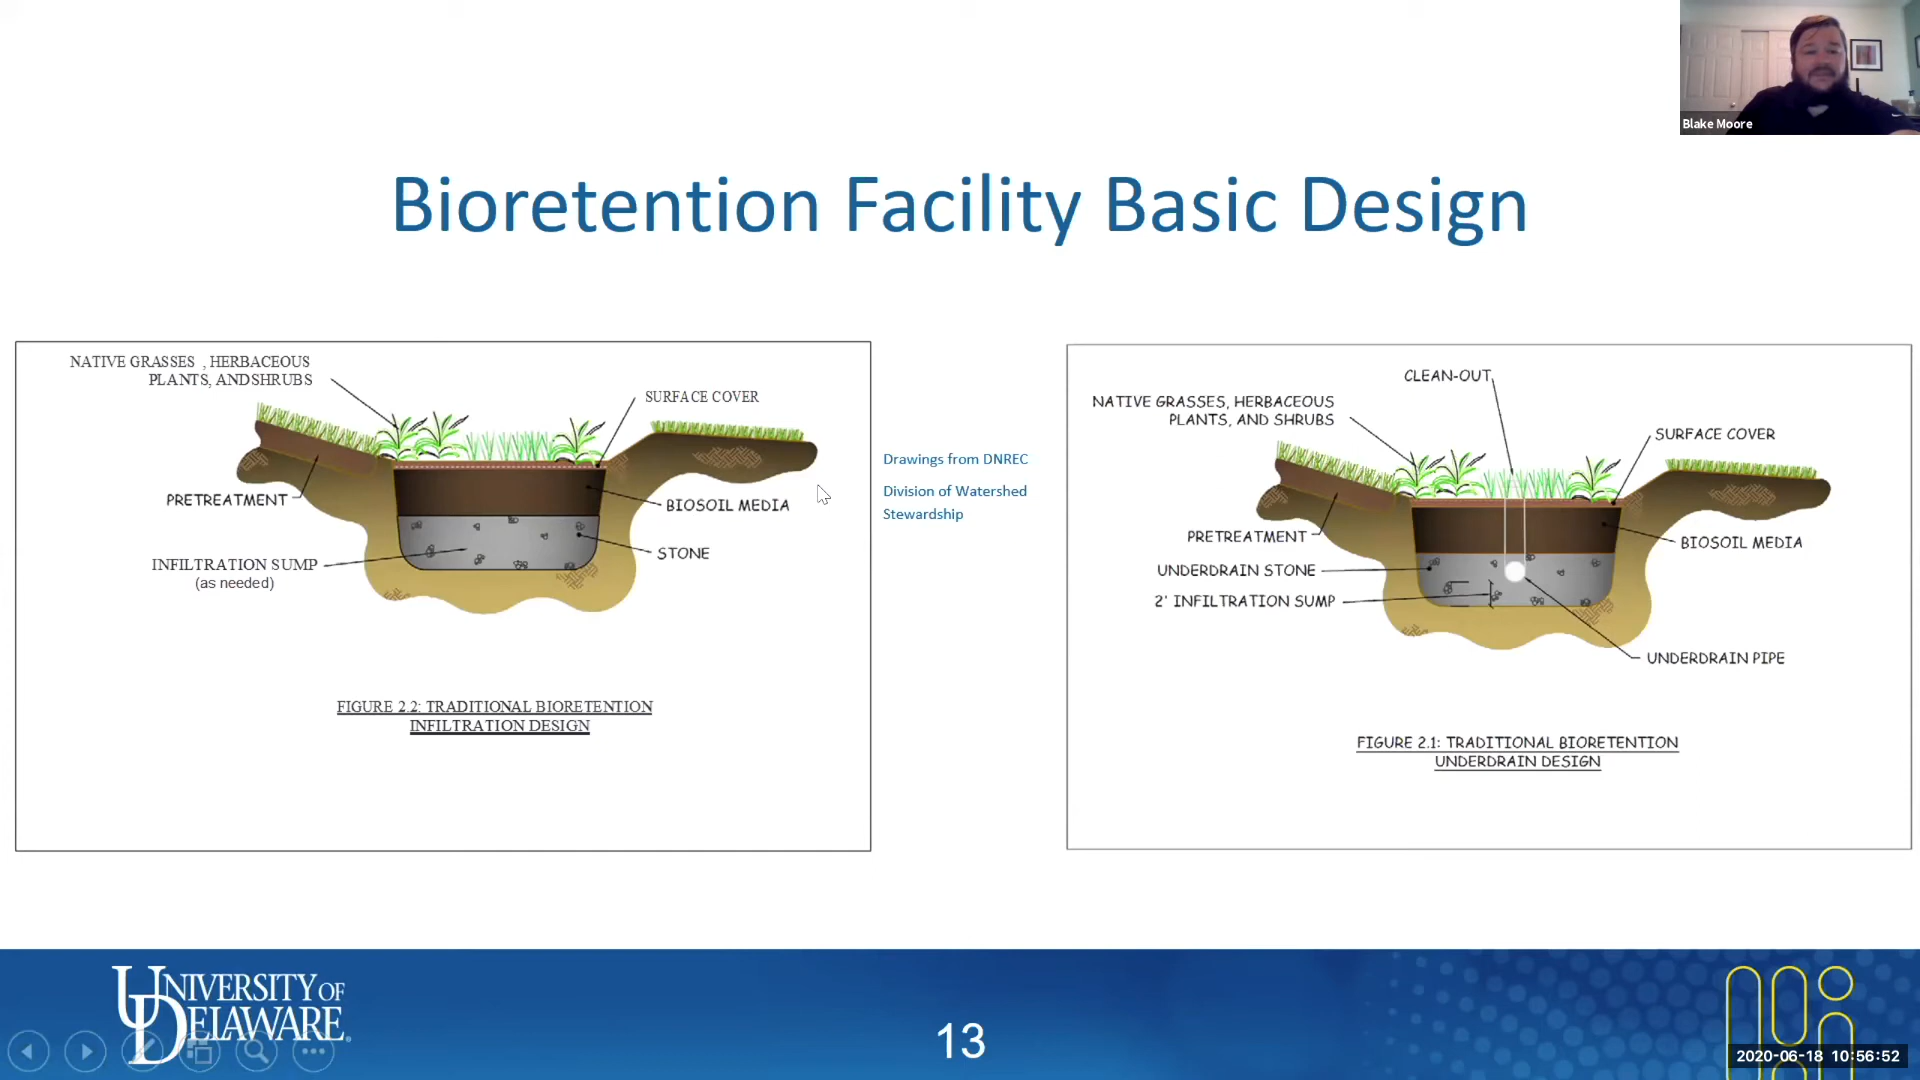 Blake Moore
Bioretention Facility Basic Design
NATIVE GRASSES , HERBACEOUS
PLANTS, ANDSHRUBS
SURFACE COVER
PRETREATMENT
BIOSOIL MEDIA
STONE
INFILTRATION SUMP
(as needed)
FIGURE 2.2: TRADITIONAL BIORETENTION
INFILTRATION DESIGN
Drawings from DNREC
Division of Watershed
Stewardship
CLEAN-OUT
NATIVE GRASSES, HERBACEOUS
PLANTS, AND SHRUBS
SURFACE COVER
PRETREATMENT
BIOSOIL MEDIA
UNDERDRAIN STONE
2' INFILTRATION SUMP
UNDERDRAIN PIPE
FIGURE 2.1: TRADITIONAL BIORETENTION
UNDERDRAIN DESIGN
UNIVERSITY OF
DELAWARE
13
2020-06-18 10:56:52